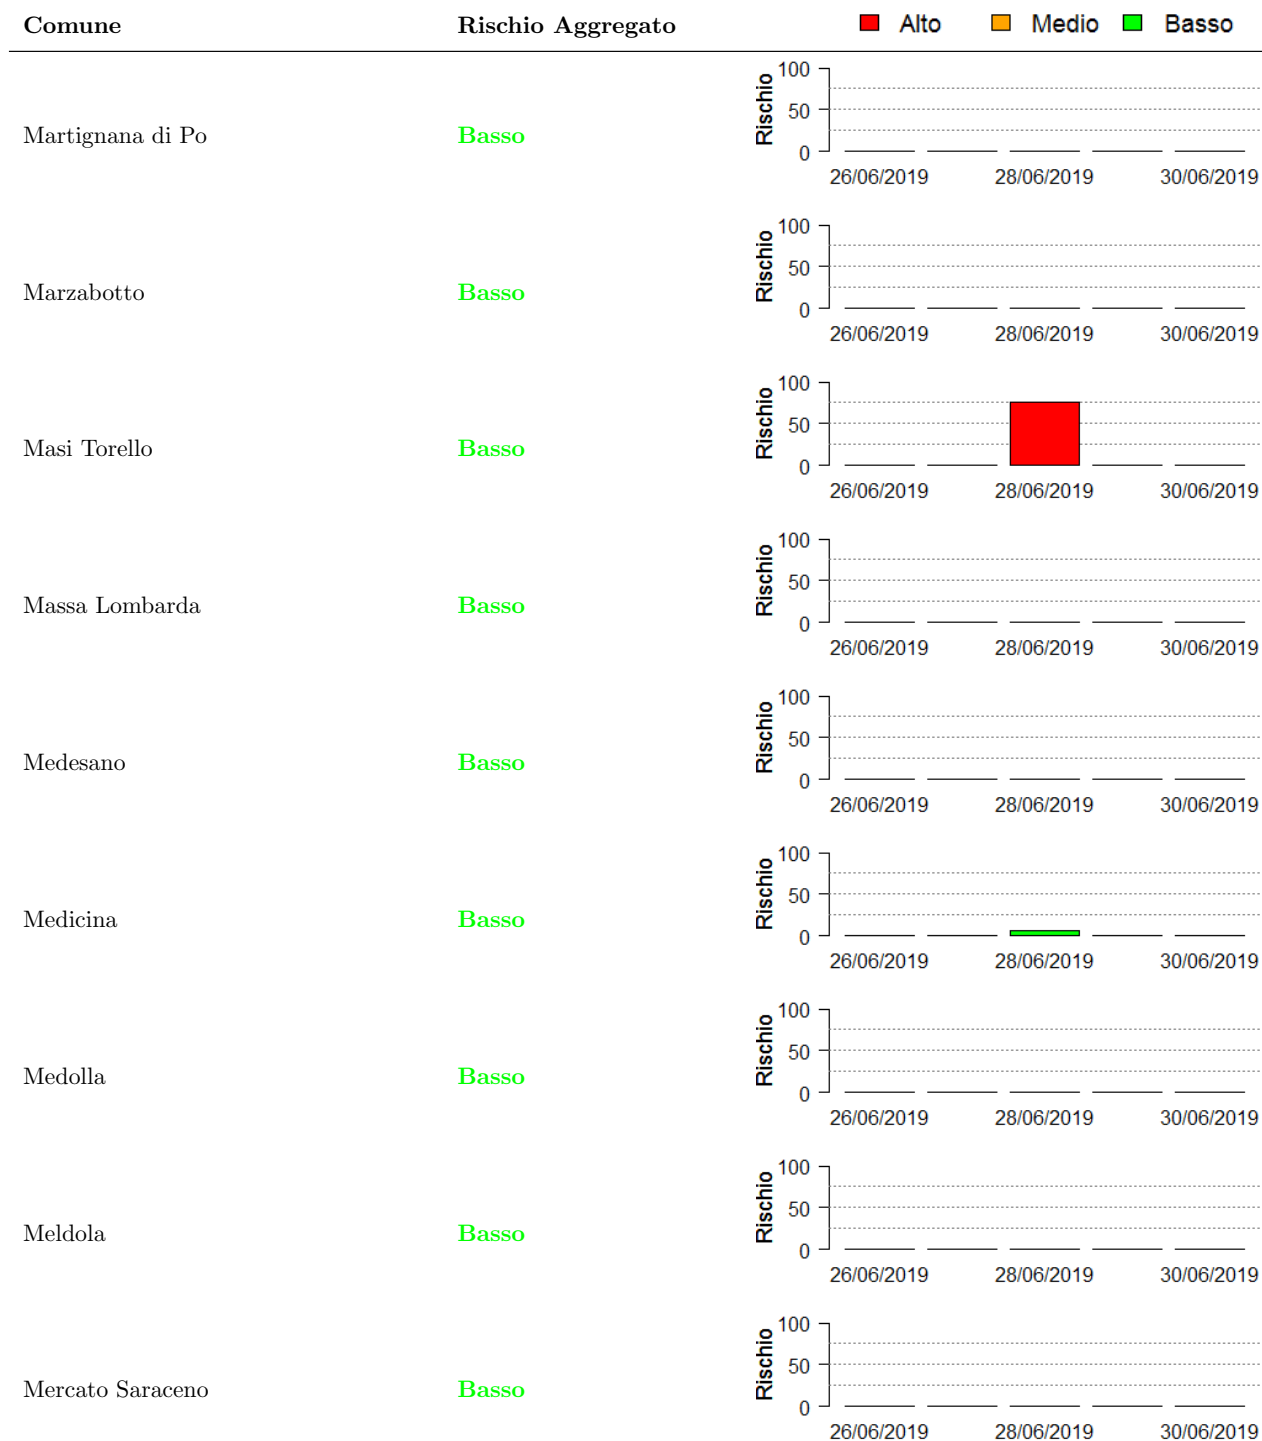 Comune Rischio Aggregato Alto Medio Basso
100
50
0
Rischio
Martignana di Po Basso
26/06/2019 28/06/2019 30/06/2019
100
50
0
Rischio
Marzabotto Basso
26/06/2019 28/06/2019 30/06/2019
100
50
0
Rischio
Masi Torello Basso
26/06/2019 28/06/2019 30/06/2019
100
50
0
Rischio
Massa Lombarda Basso
26/06/2019 28/06/2019 30/06/2019
100
50
0
Rischio
Medesano Basso
26/06/2019 28/06/2019 30/06/2019
100
50
0
Rischio
Medicina Basso
26/06/2019 28/06/2019 30/06/2019
100
50
0
Rischio
Medolla Basso
26/06/2019 28/06/2019 30/06/2019
100
50
0
Rischio
Meldola Basso
26/06/2019 28/06/2019 30/06/2019
100
50
0
Rischio
Mercato Saraceno Basso
26/06/2019 28/06/2019 30/06/2019